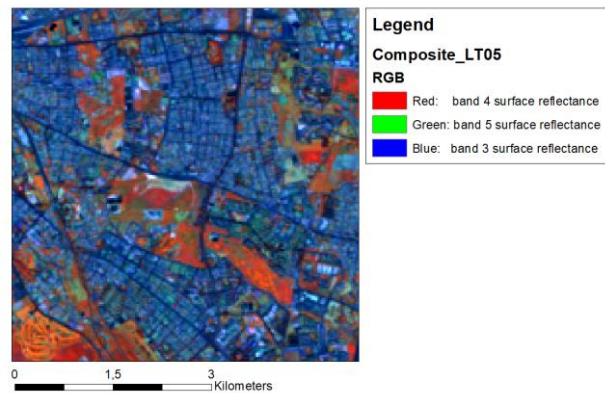 Legend
Composite_LT05
RGB
Red: band 4 surface reflectance
Green: band 5 surface reflectance
Blue: band 3 surface reflectance
0 1,5 3
Kilometers